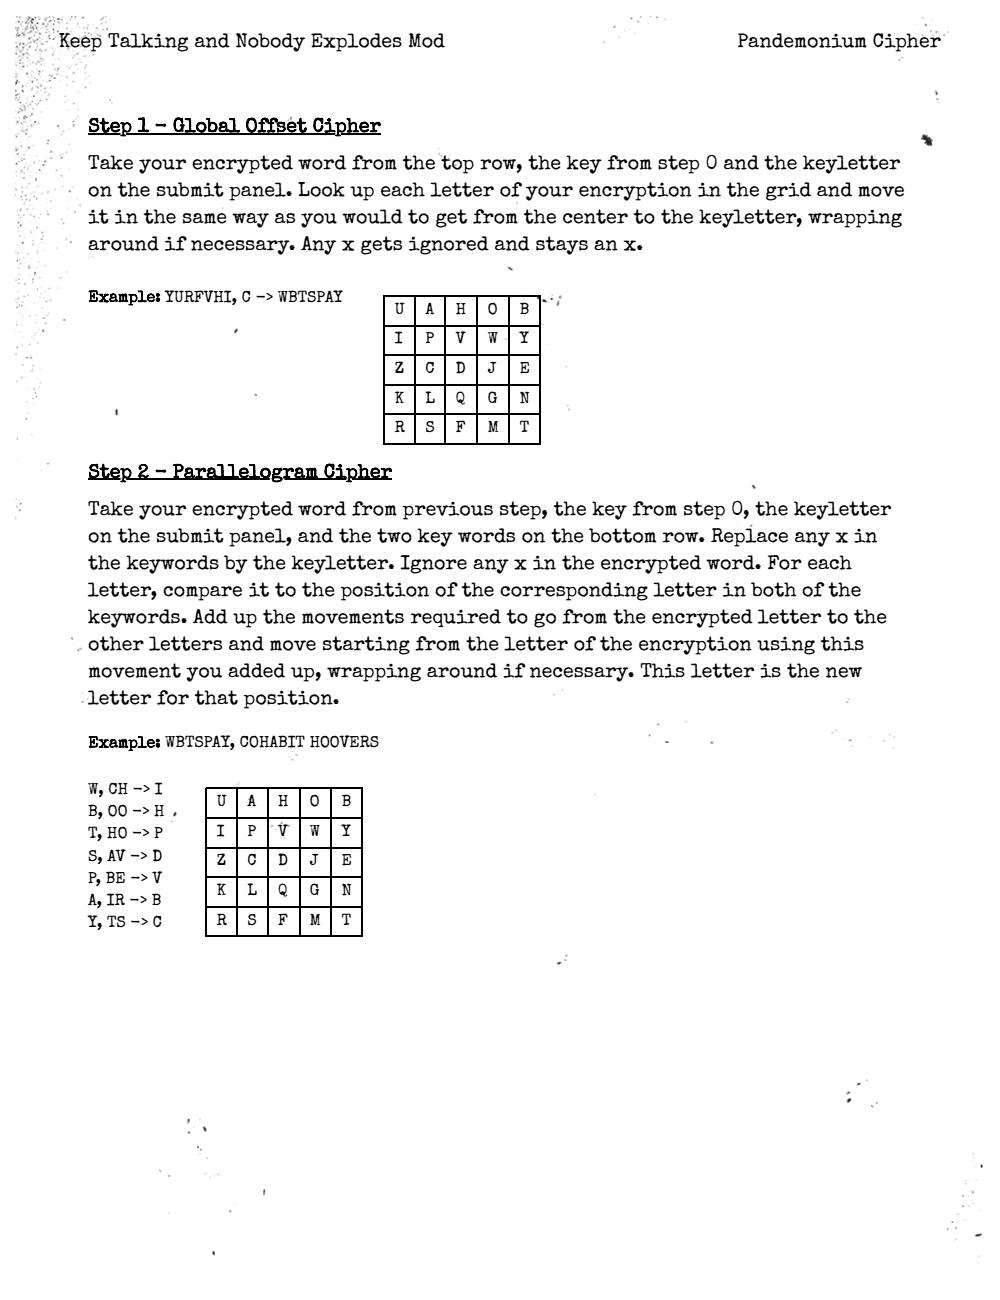 Keep Talking and Nobody Explodes Mod Pandemonium Cipher
Step 1 – Global Offset Cipher
Take your encrypted word from the top row, the key from step 0 and the keyletter
on the submit panel. Look up each letter of your encryption in the grid and move
it in the same way as you would to get from the center to the keyletter, wrapping
around if necessary. Any x gets ignored and stays an x.
Example: YURFVHI, C -> WBTSPAY
U A H O B
I P V W Y
Z C D J E
K L Q G N
R S F M T
Step 2 – Parallelogram Cipher
Take your encrypted word from previous step, the key from step 0, the keyletter
on the submit panel, and the two key words on the bottom row. Replace any x in
the keywords by the keyletter. Ignore any x in the encrypted word. For each
letter, compare it to the position of the corresponding letter in both of the
keywords. Add up the movements required to go from the encrypted letter to the
other letters and move starting from the letter of the encryption using this
movement you added up, wrapping around if necessary. This letter is the new
letter for that position.
Example: WBTSPAY, COHABIT HOOVERS
W, CH -> I
B, OO -> H
T, HO -> P
S, AV -> D
P, BE -> V
A, IR -> B
Y, TS -> C
U A H O B
I P V W Y
Z C D J E
K L Q G N
R S F M T